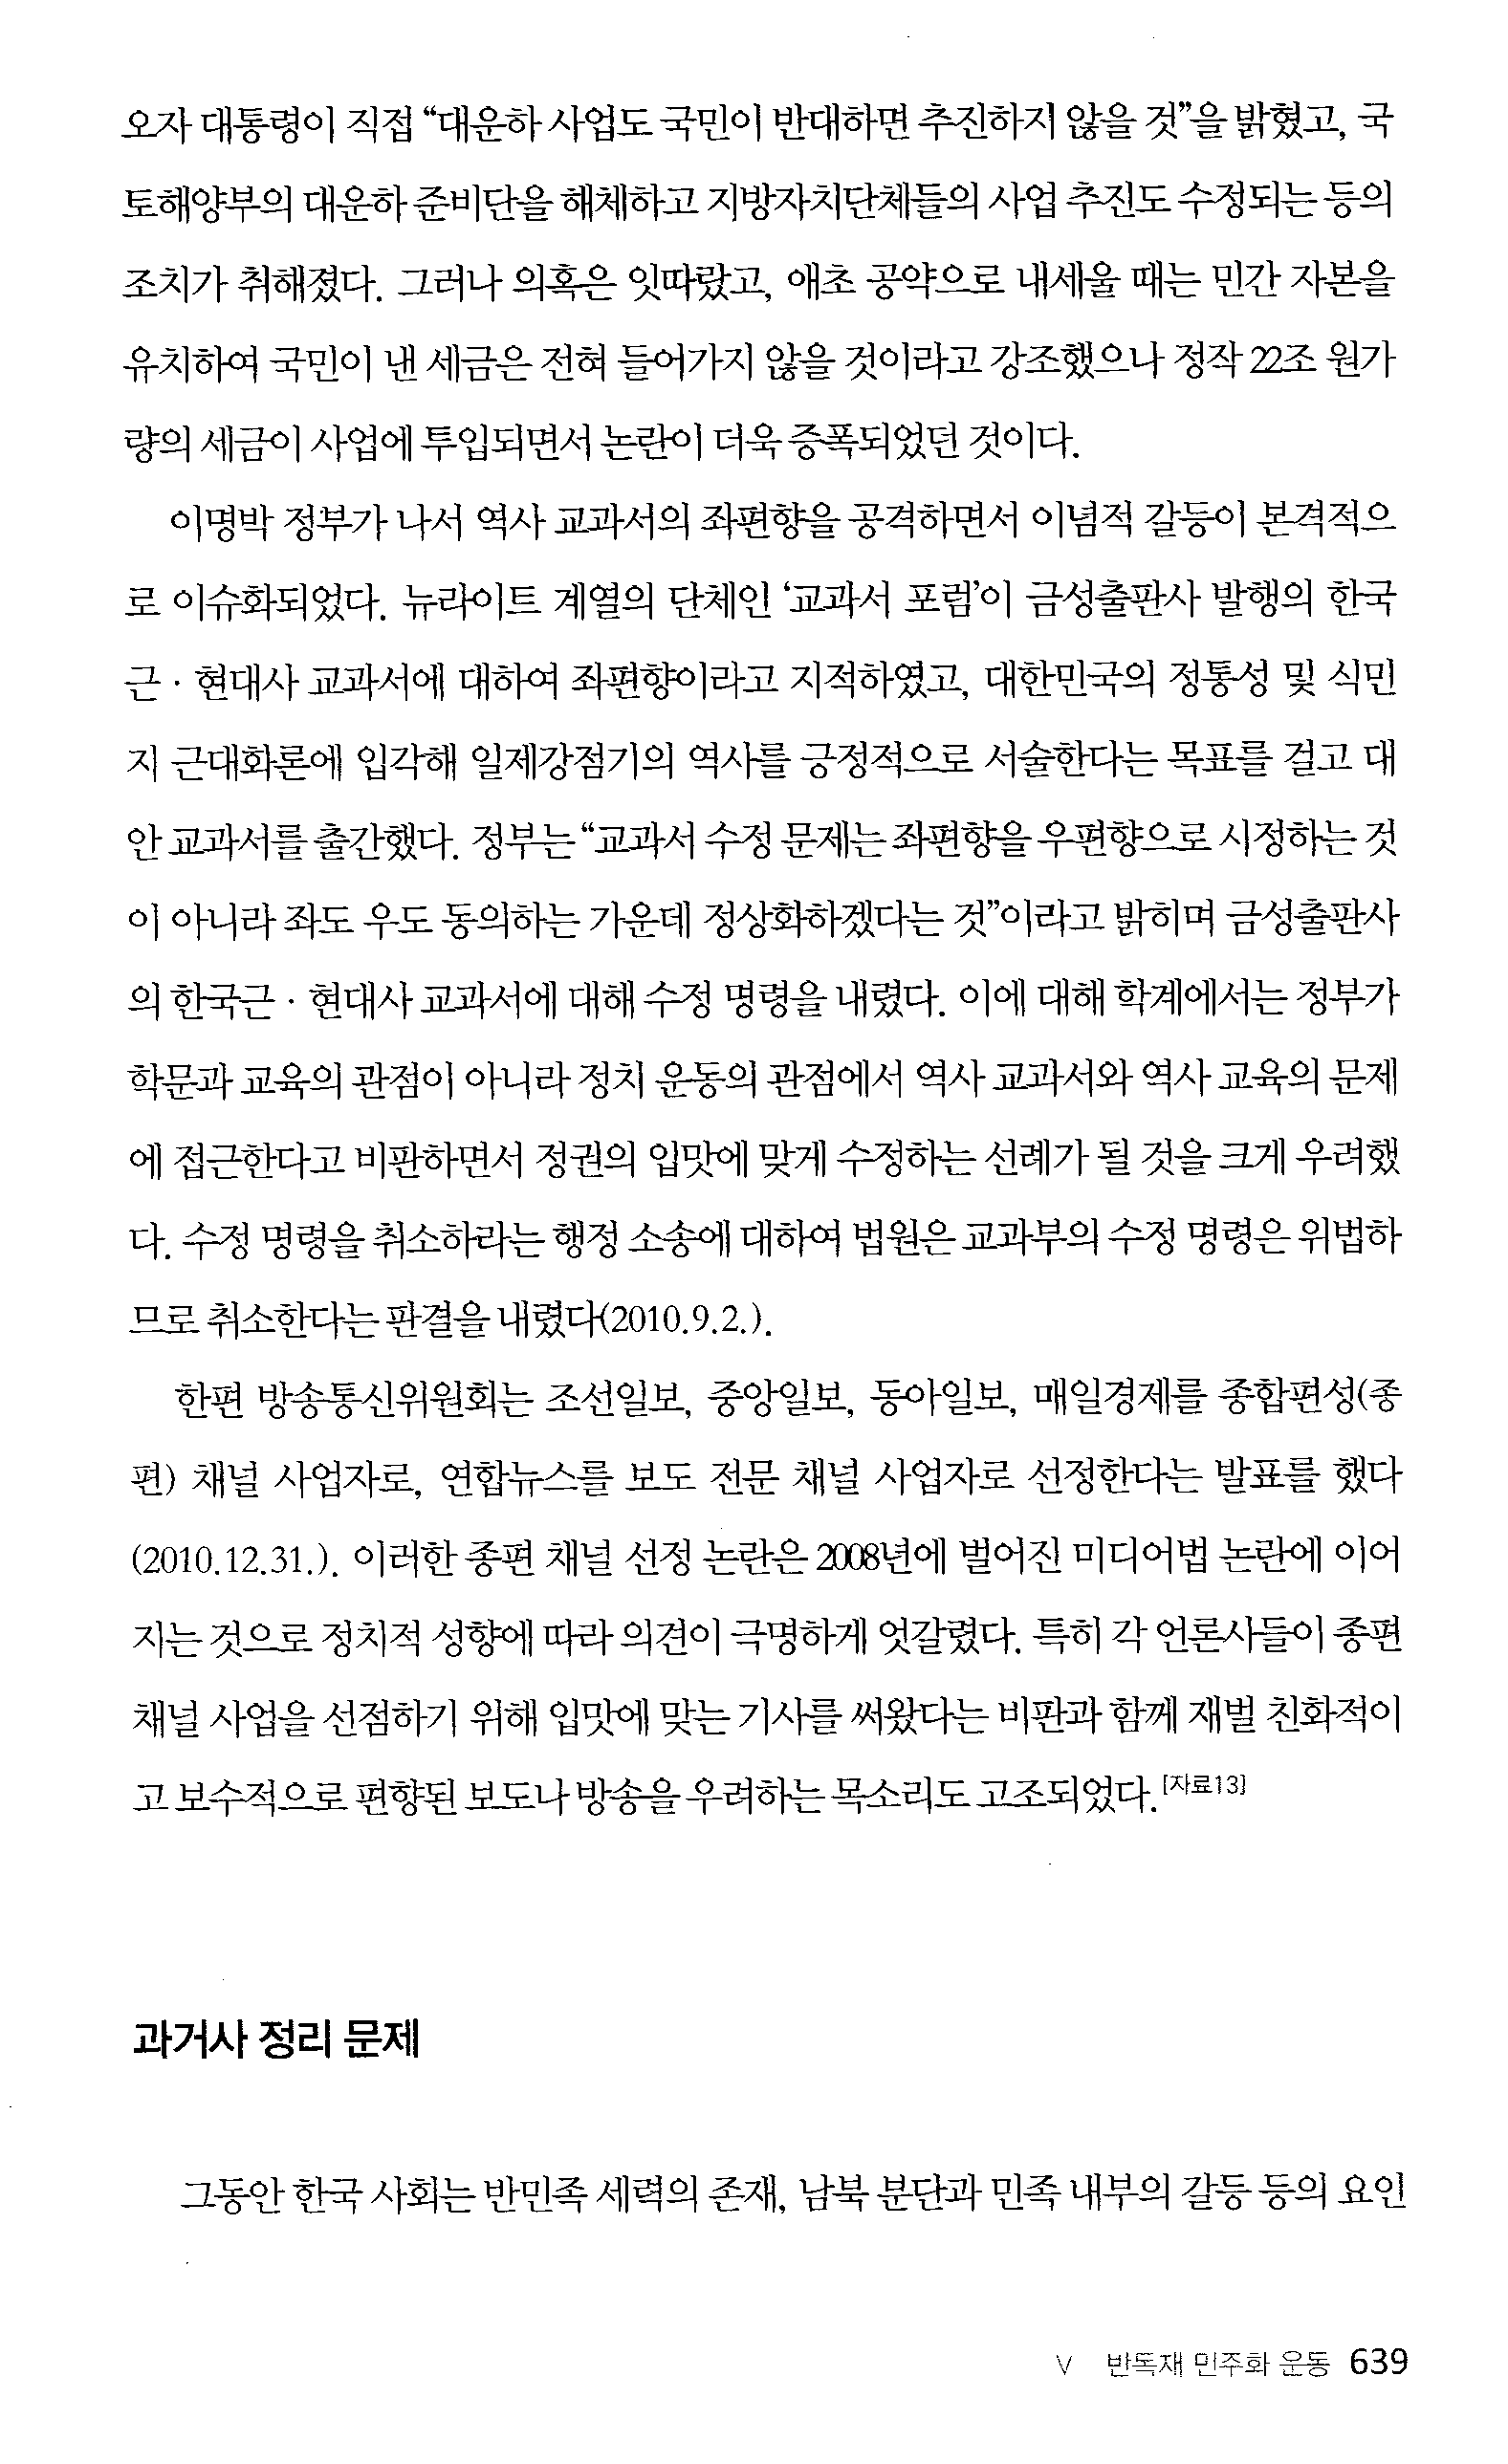 오자 대통령이 직접 “대운하 사업도 국민이 반대하면 추진하지 않을 것”을 밝혔고, 국
토해양부의 대운하 준비단을 해체하고 지방자치단체들의 사업 추진도 수정되는 등의
조치가 취해졌다. 그러나 의혹은 잇따랐고, 애초 공약으로 내세울 때는 민간 자본을
유치하여 국민이 낸 세금은 전혀 들어가지 않을 것이라고 강조했으나 정작 22조 원가
량의 세금이 사업에 투입되면서 논란이 더욱 증폭되었던 것이다.
이명박 정부가 나서 역사 교과서의 좌편향을 공격하면서 이념적 갈등이 본격적으
로 이슈화되었다. 뉴라이트 계열의 단체인 ‘교과서 포럼’이 금성출판사 발행의 한국
근·현대사 교과서에 대하여 좌편향이라고 지적하였고, 대한민국의 정통성 및 식민
지 근대화론에 입각해 일제강점기의 역사를 긍정적으로 서술한다는 목표를 걸고 대
안 교과서를 출간했다. 정부는 “교과서 수정 문제는 좌편향을 우편향으로 시정하는 것
이 아니라 좌도 우도 동의하는 가운데 정상화하겠다는 것”이라고 밝히며 금성출판사
의 한국근·현대사 교과서에 대해 수정 명령을 내렸다. 이에 대해 학계에서는 정부가
학문과 교육의 관점이 아니라 정치 운동의 관점에서 역사 교과서와 역사 교육의 문제
에 접근한다고 비판하면서 정권의 입맛에 맞게 수정하는 선례가 될 것을 크게 우려했
다. 수정 명령을 취소하라는 행정 소송에 대하여 법원은 교과부의 수정 명령은 위법하
므로 취소한다는 판결을 내렸다(2010.9.2.).
한편 방송통신위원회는 조선일보, 중앙일보, 동아일보, 매일경제를 종합편성(종
편) 채널 사업자로, 연합뉴스를 보도 전문 채널 사업자로 선정한다는 발표를 했다
(2010.12.31.). 이러한 종편 채널 선정 논란은 2008년에 벌어진 미디어법 논란에 이어
지는 것으로 정치적 성향에 따라 의견이 극명하게 엇갈렸다. 특히 각 언론사들이 종편
채널 사업을 선점하기 위해 입맛에 맞는 기사를 써왔다는 비판과 함께 재벌 친화적이
고 보수적으로 편향된 보도나 방송을 우려하는 목소리도 고조되었다.[자료13]
과거사 정리 문제
그동안 한국 사회는 반민족 세력의 존재, 남북 분단과 민족 내부의 갈등 등의 요인
V 반독재 민주화 운동 639